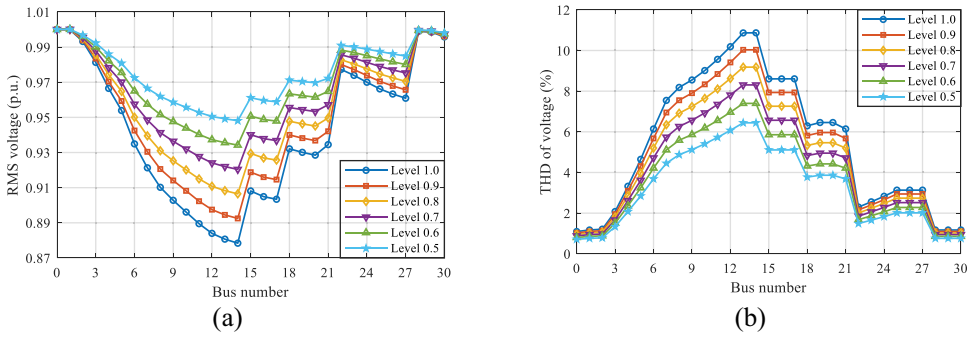 RMS voltage (p.u.)
1.01
0.99
0.97
0.95
0.93
0.91
0.89
0.87
0 3 6 9 12 15 18 21 24 27 30
Bus number
Level 1.0
Level 0.9
Level 0.8
Level 0.7
Level 0.6
Level 0.5
(a)
THD of voltage (%)
12
10
8
6
4
2
0
0 3 6 9 12 15 18 21 24 27 30
Bus number
Level 1.0
Level 0.9
Level 0.8
Level 0.7
Level 0.6
Level 0.5
(b)